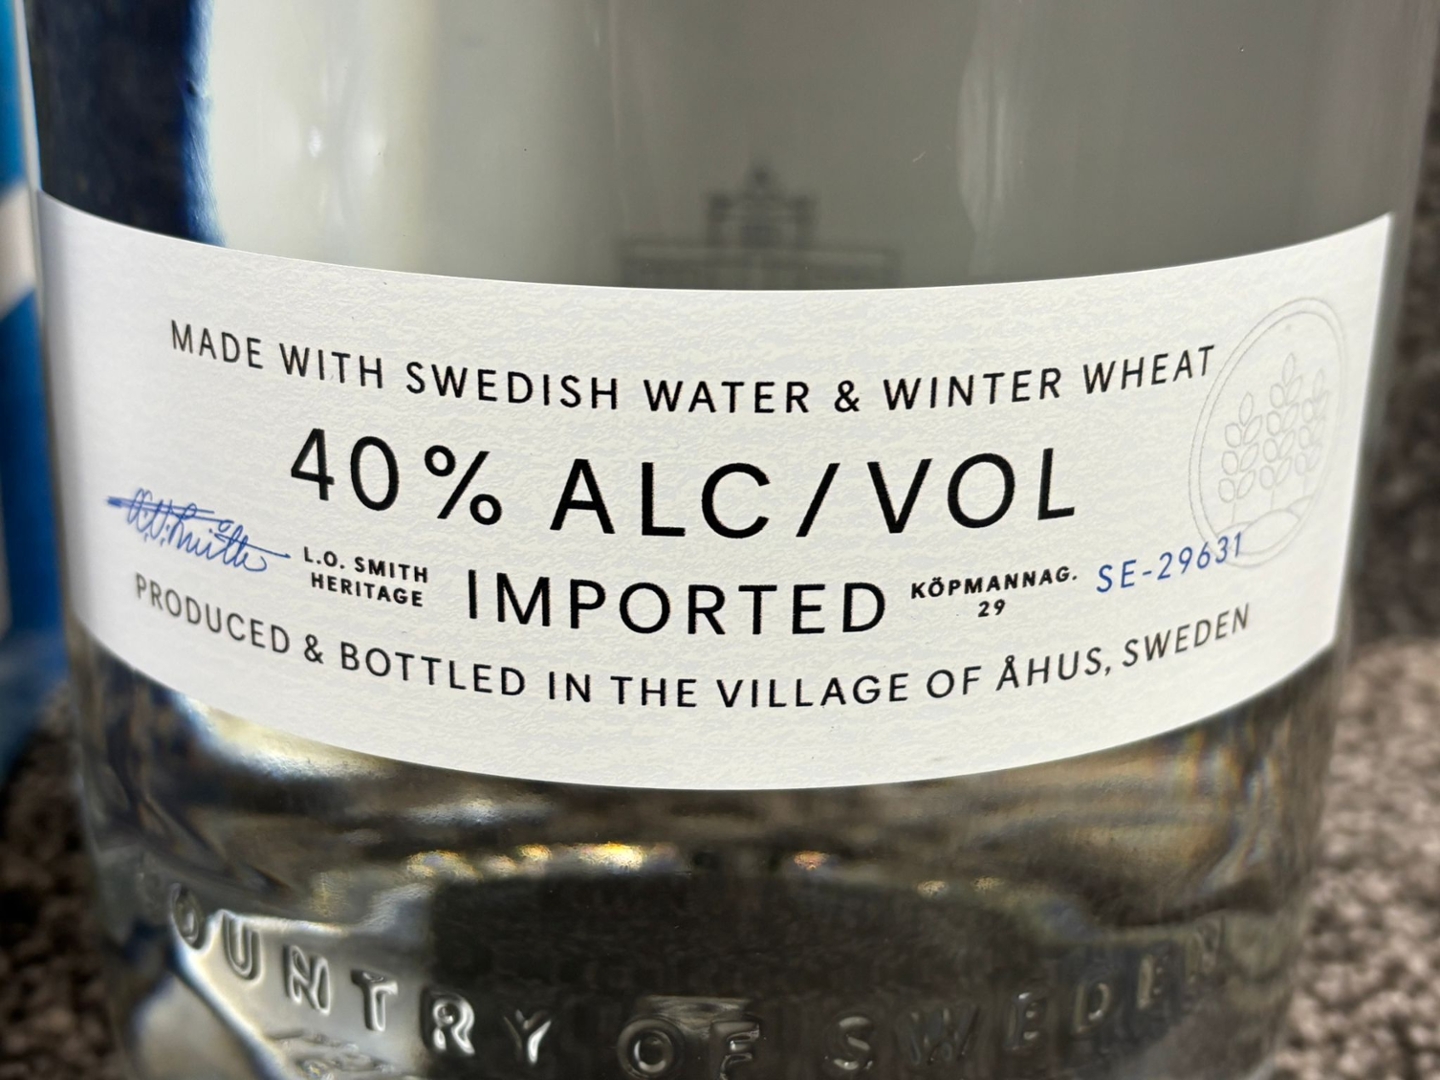 MADE WITH SWEDISH WATER & WINTER WHEAT
40% ALC/VOL
L.O. SMITH
HERITAGE
IMPORTED
KÖPMANNAG.
29
SE-29631
PRODUCED & BOTTLED IN THE VILLAGE OF ÅHUS, SWEDEN
COUNTRY OF SWEDEN